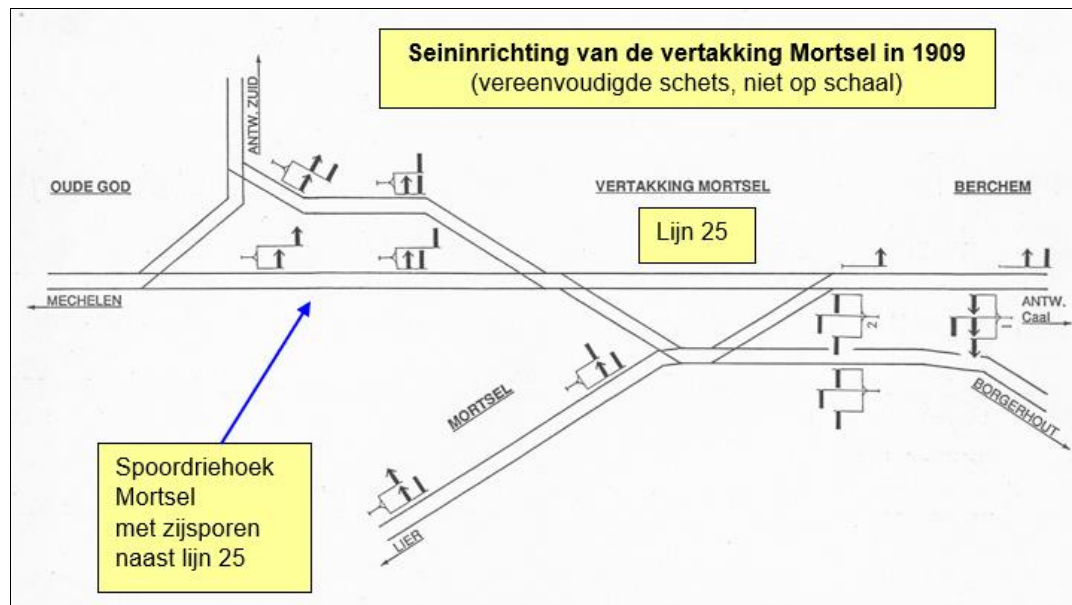 Seininrichting van de vertakking Mortsel in 1909
(vereenvoudigde schets, niet op schaal)
ANTW. ZUID
OUDE GOD
VERTAKKING MORTSEL
BERCHEM
Lijn 25
MECHELEN
ANTW.
Caal
2
1
MORTSEL
BORGERHOUT
LIER
Spoordriehoek
Mortsel
met zijsporen
naast lijn 25